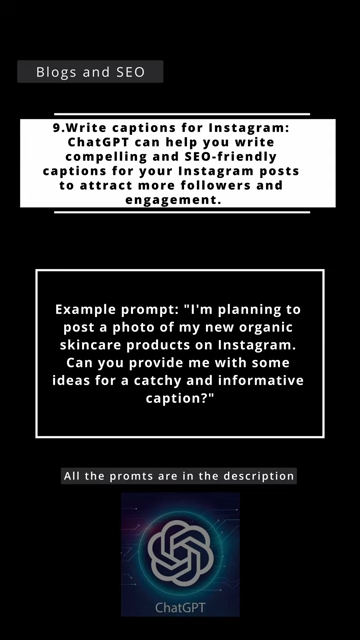 Blogs and SEO
9.Write captions for Instagram:
ChatGPT can help you write
compelling and SEO-friendly
captions for your Instagram posts
to attract more followers and
engagement.
Example prompt: "I'm planning to
post a photo of my new organic
skincare products on Instagram.
Can you provide me with some
ideas for a catchy and informative
caption?"
All the promts are in the description
ChatGPT